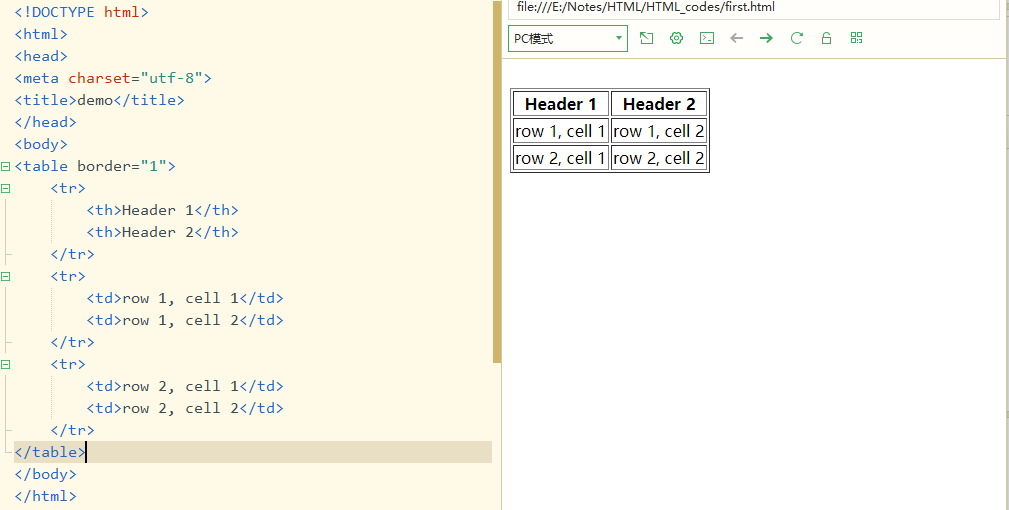 <!DOCTYPE html>
<html>
<head>
<meta charset="utf-8">
<title>demo</title>
</head>
<body>
<table border="1">
    <tr>
        <th>Header 1</th>
        <th>Header 2</th>
    </tr>
    <tr>
        <td>row 1, cell 1</td>
        <td>row 1, cell 2</td>
    </tr>
    <tr>
        <td>row 2, cell 1</td>
        <td>row 2, cell 2</td>
    </tr>
</table>
</body>
</html>
file:///E:/Notes/HTML/HTML_codes/first.html
PC模式
Header 1 Header 2
row 1, cell 1 row 1, cell 2
row 2, cell 1 row 2, cell 2